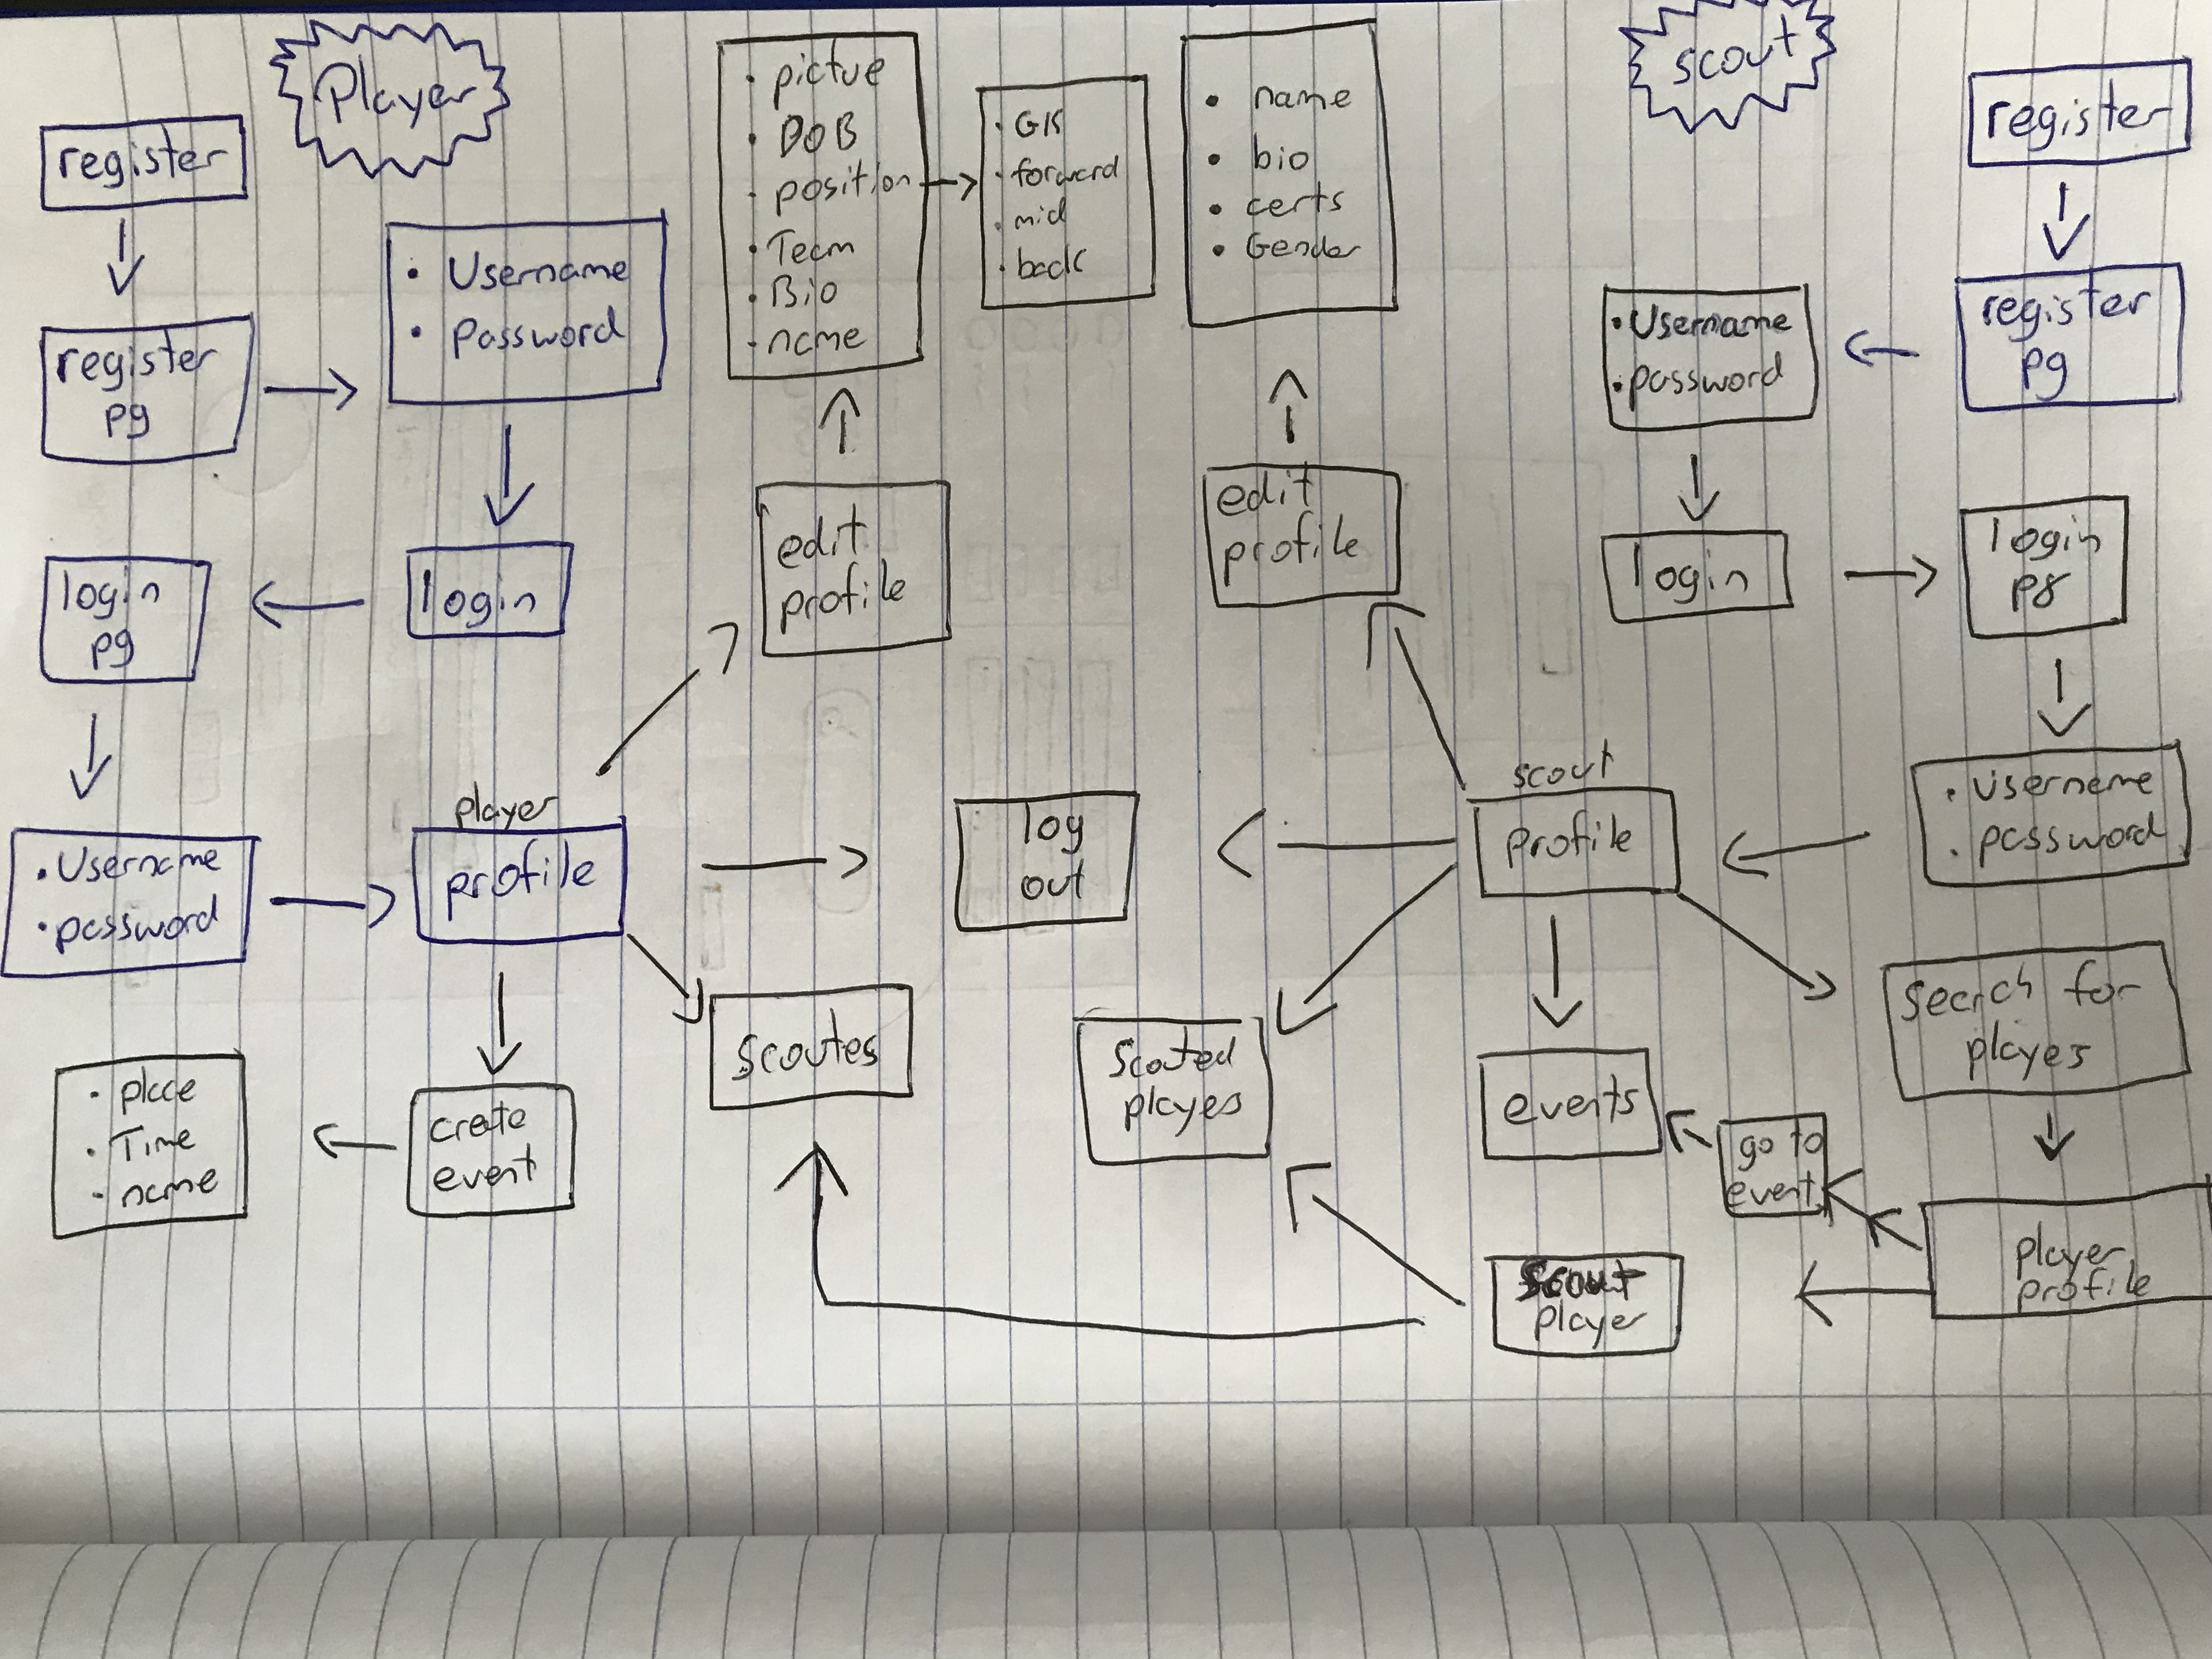 Player
register
register
pg
• Username
• Password
login
login
pg
• Username
• password
player
profile
create
event
• place
• Time
• name
scoutes
edit
profile
• picture
• DOB
• position
• Team
• Bio
• name
• GK
• forward
• mid
• back
log
out
scout
register
register
pg
• Username
• password
login
login
pg
• username
• password
scout
profile
edit
profile
• name
• bio
• certs
• Gender
Scouted
playes
events
search for
playes
player
profile
go to
event
scout
player